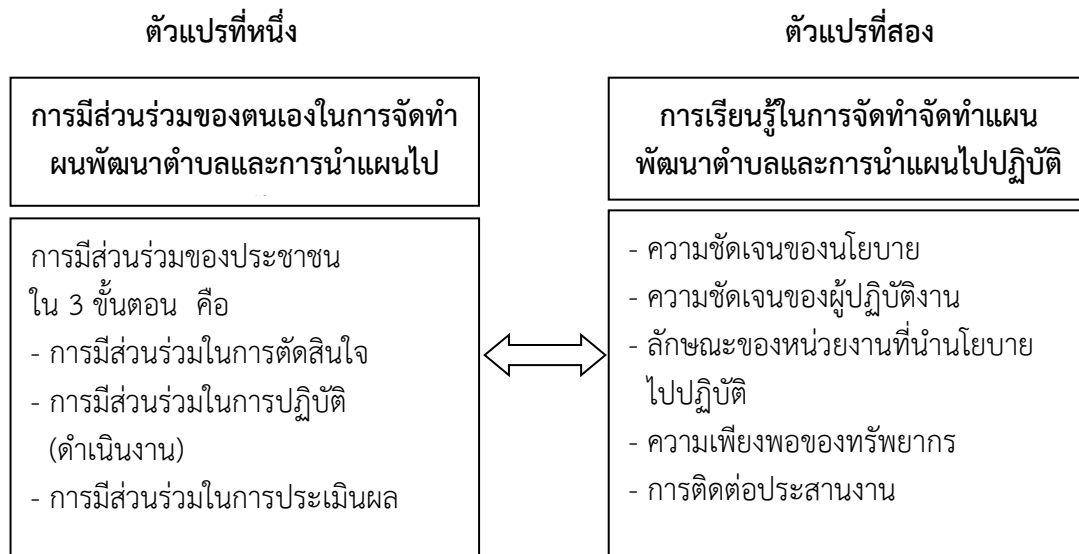 ตัวแปรที่หนึ่ง
การมีส่วนร่วมของตนเองในการจัดทำ
ผนพัฒนาตำบลและการนำแผนไป
การมีส่วนร่วมของประชาชน
ใน 3 ขั้นตอน คือ
- การมีส่วนร่วมในการตัดสินใจ
- การมีส่วนร่วมในการปฏิบัติ
(ดำเนินงาน)
- การมีส่วนร่วมในการประเมินผล
ตัวแปรที่สอง
การเรียนรู้ในการจัดทำจัดทำแผน
พัฒนาตำบลและการนำแผนไปปฏิบัติ
- ความชัดเจนของนโยบาย
- ความชัดเจนของผู้ปฏิบัติงาน
- ลักษณะของหน่วยงานที่นำนโยบาย
ไปปฏิบัติ
- ความเพียงพอของทรัพยากร
- การติดต่อประสานงาน